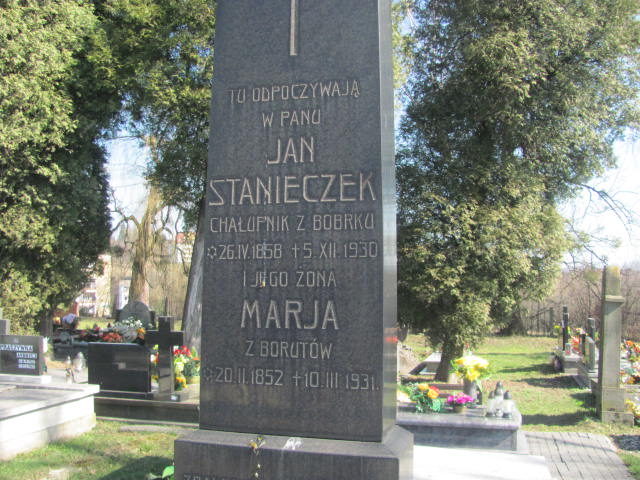 TU ODPOCZYWAJĄ
W PANU
JAN
STANIECZEK
CHAŁUPNIK Z BOBRKU
*26.IV.1858 +5.XII.1930
I JEGO ŻONA
MARJA
Z BORUTÓW
*20.II.1852 +10.III.1931.